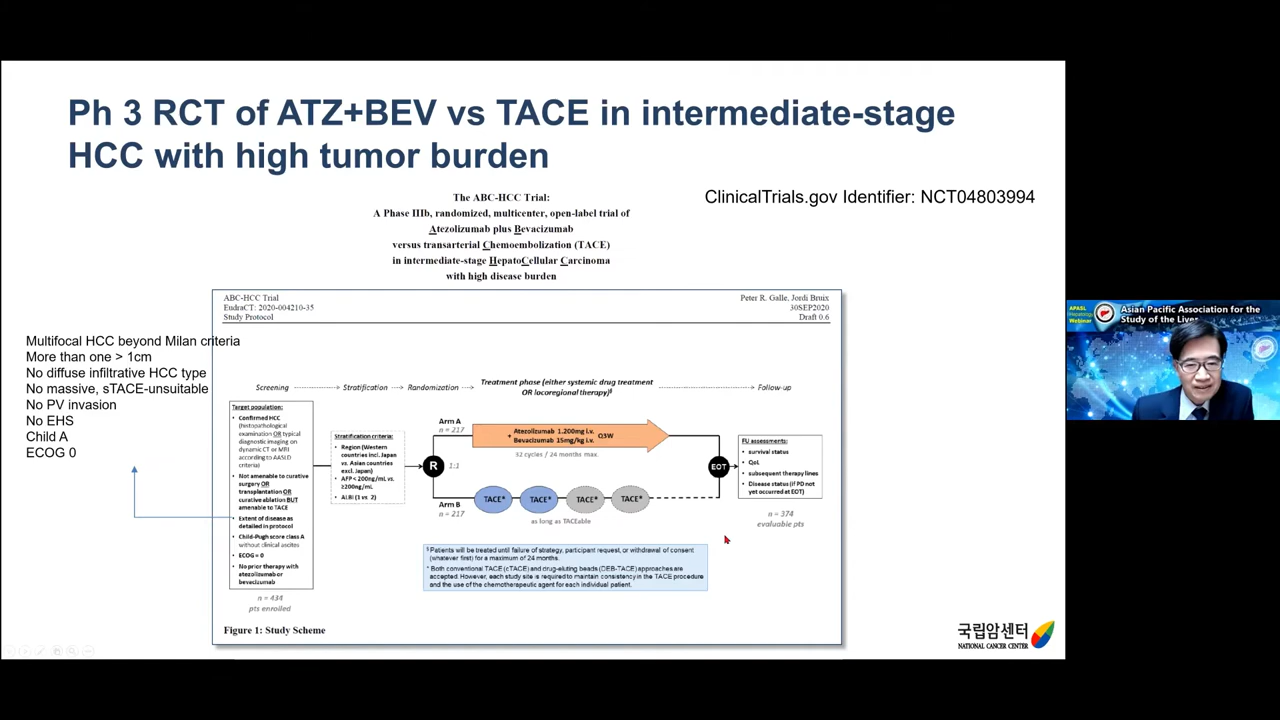 Ph 3 RCT of ATZ+BEV vs TACE in intermediate-stage
HCC with high tumor burden
The ABC-HCC Trial:
A Phase IIIb, randomized, multicenter, open-label trial of
Atezolizumab plus Bevacizumab
versus transarterial Chemoembolization (TACE)
in intermediate-stage HepatoCellular Carcinoma
with high disease burden
ClinicalTrials.gov Identifier: NCT04803994
ABC-HCC Trial
EndraCT: 2020-004210-35
Study Protocol
Peter R. Galle, Jordi Bruix
30SEP2020
Draft 0.6
Multifocal HCC beyond Milan criteria
More than one > 1cm
No diffuse infiltrative HCC type
No massive, sTACE-unsuitable
No PV invasion
No EHS
Child A
ECOG 0
Screening
Stratification
Randomization
Treatment phase (either systemic drug treatment
OR locoregional therapy)§
Follow-up
Target population:
• Confirmed HCC
(histopathological
examination OR typical
diagnostic imaging on
dynamic CT or MRI
according to AASLD
criteria)
• Not amenable to curative
surgery OR
transplantation OR
curative ablation BUT
amenable to TACE
• Extent of disease as
detailed in protocol
• Child-Pugh score class A
without clinical ascites
• ECOG = 0
• No prior therapy with
atezolizumab or
bevacizumab
n = 434
pts enrolled
Stratification criteria:
• Region (Western
countries incl. Japan
vs. Asian countries
excl. Japan)
• AFP < 200ng/mL vs.
≥200ng/mL
• ALBI (1 vs. 2)
R
1:1
Arm A
n = 217
Atezolizumab 1.200mg i.v.
+ Bevacizumab 15mg/kg i.v.
Q3W
52 cycles / 24 months max.
Arm B
n = 217
TACE*
TACE*
TACE*
TACE*
as long as TACEable
EOT
FU assessments:
• survival status
• QoL
• subsequent therapy lines
• Disease status (if PD not
yet occurred at EOT)
n = 374
evaluable pts
§ Patients will be treated until failure of strategy, participant request, or withdrawal of consent
(whatever first) for a maximum of 24 months.
* Both conventional TACE (cTACE) and drug-eluting beads (DEB-TACE) approaches are
accepted. However, each study site is required to maintain consistency in the TACE procedure
and the use of the chemotherapeutic agent for each individual patient.
Figure 1: Study Scheme
국립암센터
NATIONAL CANCER CENTER
APASL
Hepatology
Webinar
Asian Pacific Association for the
Study of the Liver